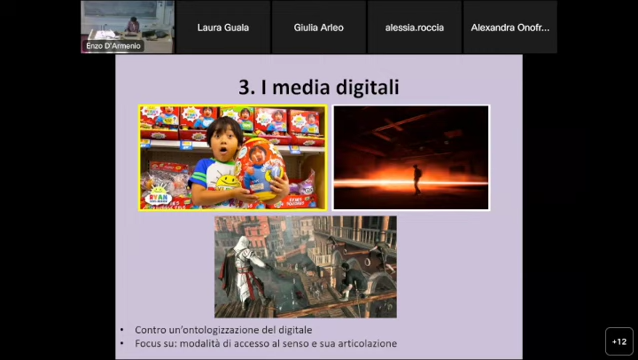 Laura Guala
Giulia Arleo
alessia.roccia
Alexandra Onofr...
Enzo D'Armenio
3. I media digitali
RYAN
• Contro un'ontologizzazione del digitale
• Focus su: modalità di accesso al senso e sua articolazione
+12